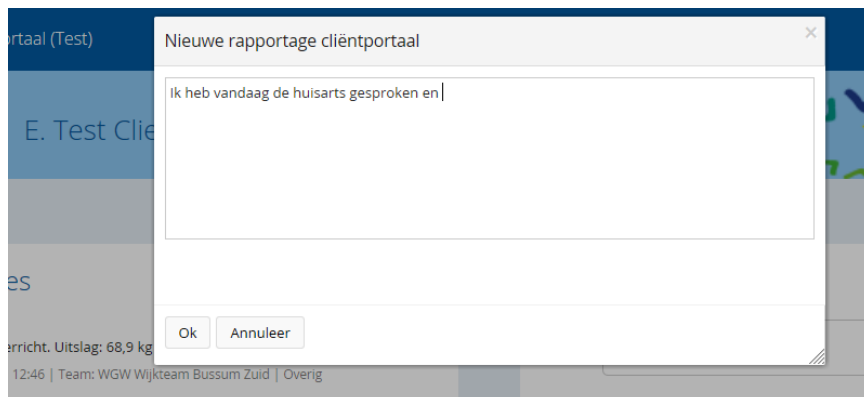 rtaal (Test)
Nieuwe rapportage cliëntportaal
×
Ik heb vandaag de huisarts gesproken en
E. Test Clie
es
Ok Annuleer
erricht. Uitslag: 68,9 kg
12:46 | Team: WGW Wijkteam Bussum Zuid | Overig